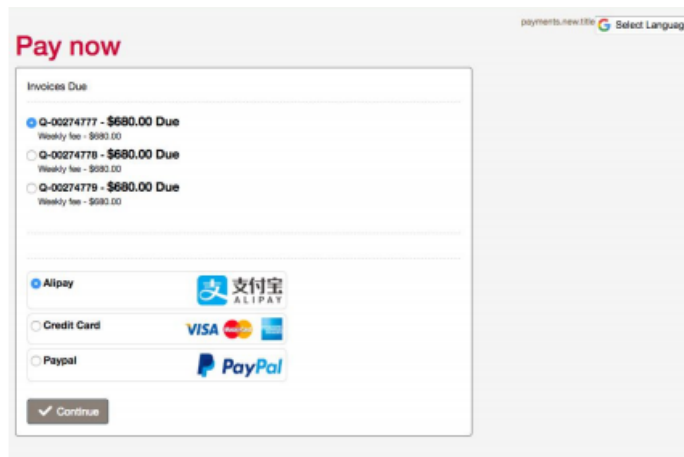 payments.new.title G Select Languag
Pay now
Invoices Due
Q-00274777 - $680.00 Due
Weekly fee - $680.00
Q-00274778 - $680.00 Due
Weekly fee - $680.00
Q-00274779 - $680.00 Due
Weekly fee - $680.00
Alipay
支 支付宝
ALIPAY
Credit Card
VISA MasterCard
Paypal
P PayPal
Continue